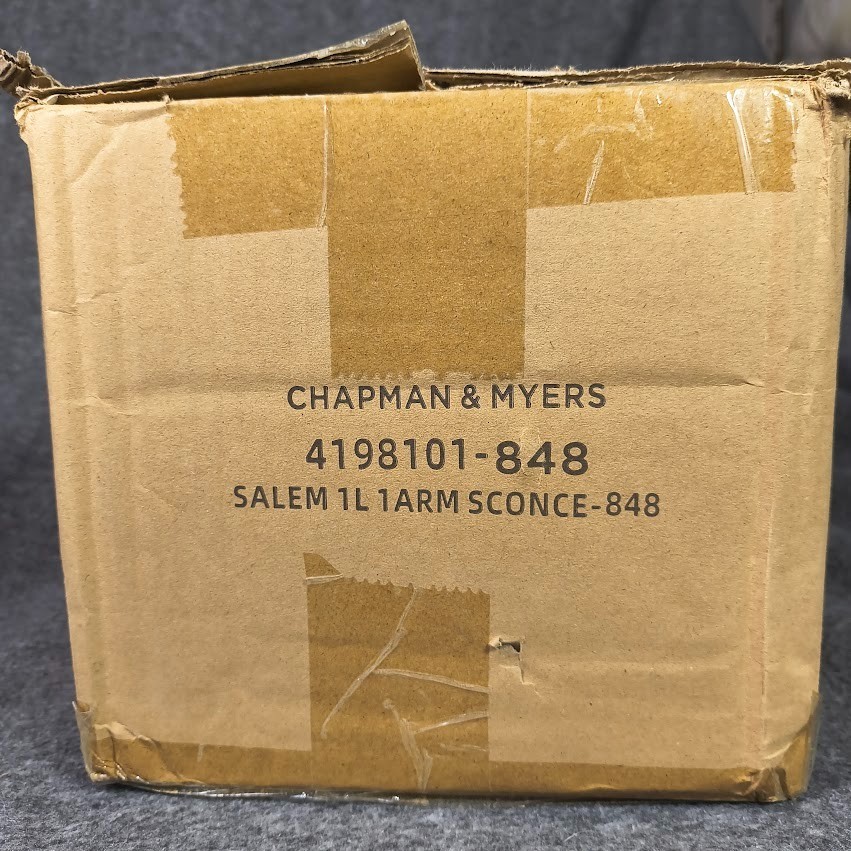 CHAPMAN & MYERS
4198101-848
SALEM 1L 1ARM SCONCE-848